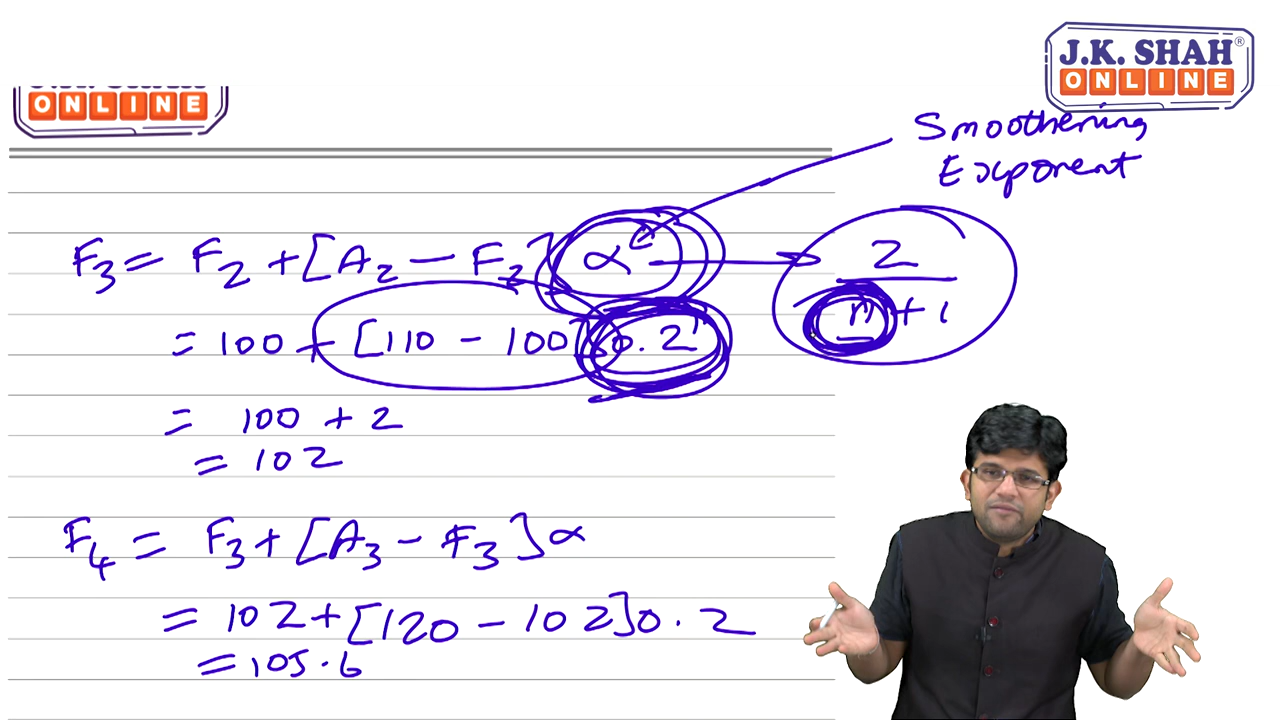 J.K. SHAH®
ONLINE
ONLINE
Smoothening
Exponent
F₃ = F₂ + [A₂ − F₂] α → 2/(n + 1)
= 100 + [110 − 100] 0.2
= 100 + 2
= 102
F₄ = F₃ + [A₃ − F₃] α
= 102 + [120 − 102] 0.2
= 105.6